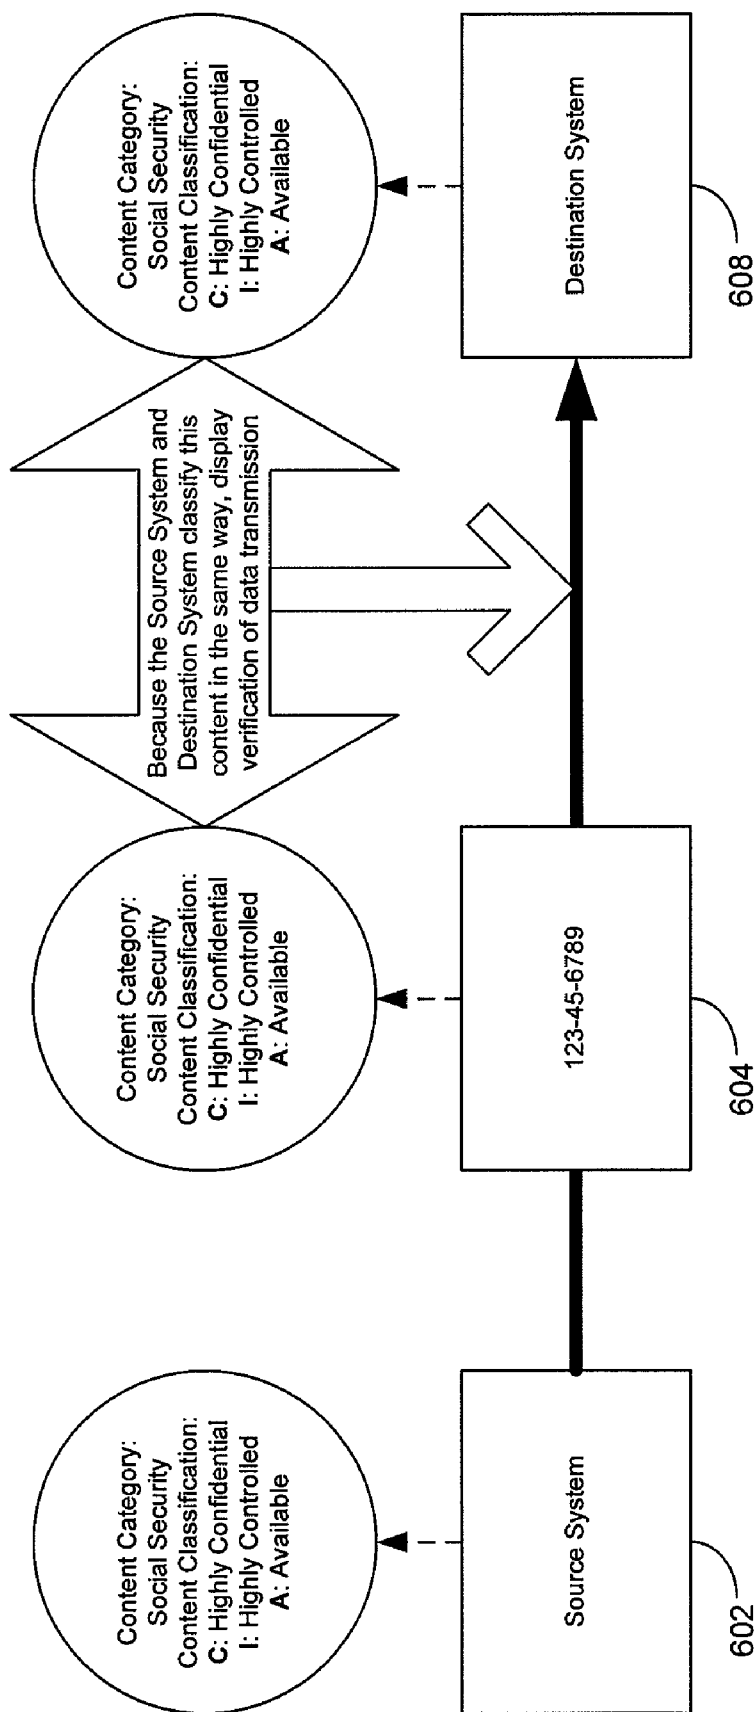 Content Category:
Social Security
Content Classification:
C: Highly Confidential
I: Highly Controlled
A: Available
Source System
602
Content Category:
Social Security
Content Classification:
C: Highly Confidential
I: Highly Controlled
A: Available
123-45-6789
604
Because the Source System and
Destination System classify this
content in the same way, display
verification of data transmission
Content Category:
Social Security
Content Classification:
C: Highly Confidential
I: Highly Controlled
A: Available
Destination System
608